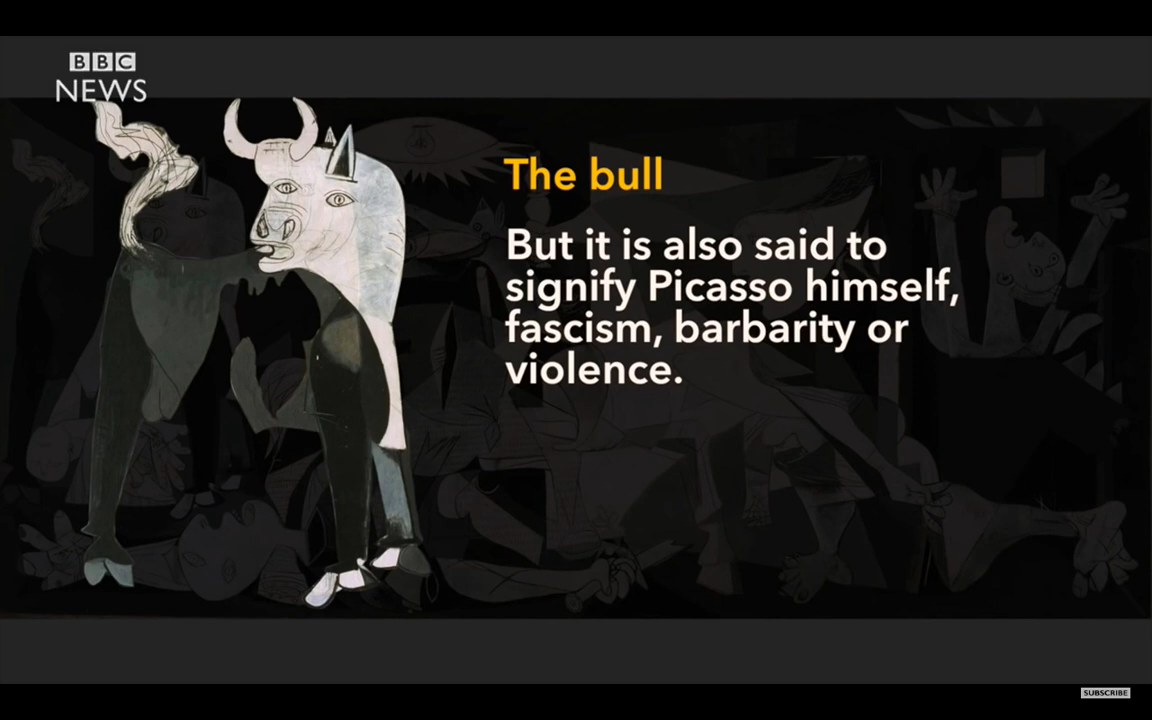 BBC
NEWS
The bull
But it is also said to
signify Picasso himself,
fascism, barbarity or
violence.
SUBSCRIBE